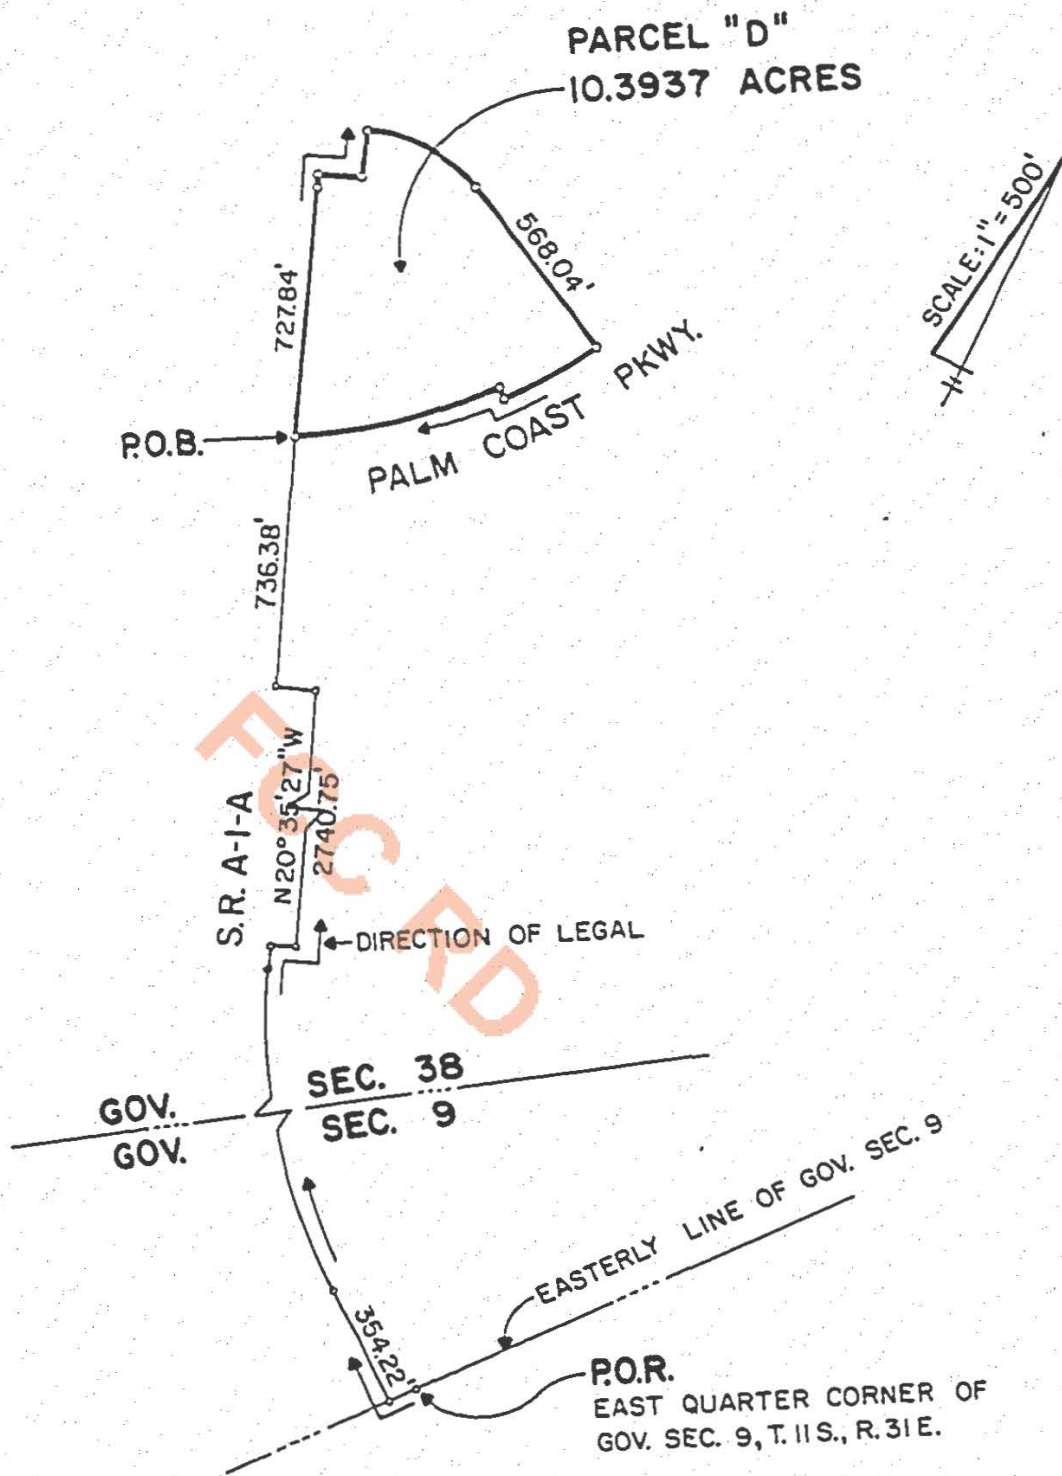 PARCEL "D"
10.3937 ACRES
SCALE: 1" = 500'
568.04'
727.84'
PALM COAST PKWY.
P.O.B.
736.38'
S.R. A-1-A
N20°35'27"W
2740.75'
DIRECTION OF LEGAL
FCC RD
GOV. SEC. 38
GOV. SEC. 9
EASTERLY LINE OF GOV. SEC. 9
354.22'
P.O.R.
EAST QUARTER CORNER OF
GOV. SEC. 9, T. 11 S., R. 31 E.